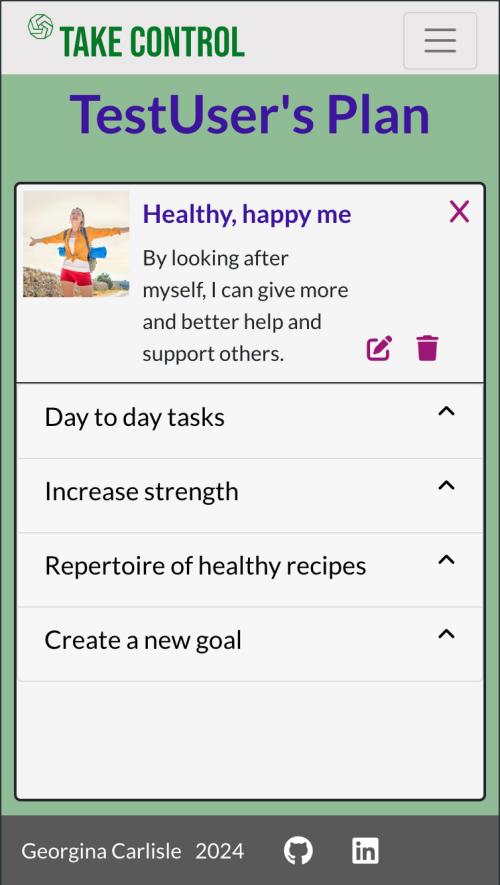 TAKE CONTROL
TestUser's Plan
Healthy, happy me
By looking after
myself, I can give more
and better help and
support others.
Day to day tasks
Increase strength
Repertoire of healthy recipes
Create a new goal
Georgina Carlisle 2024